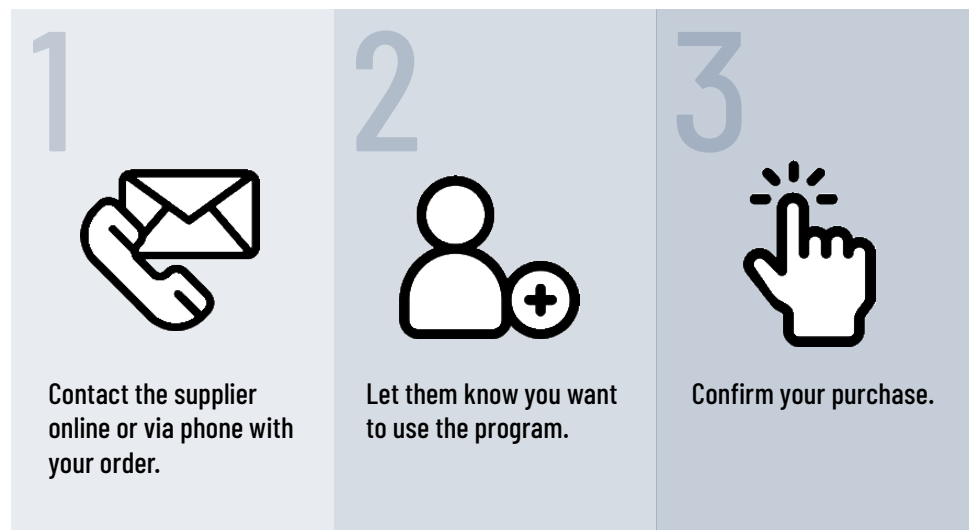 1
Contact the supplier
online or via phone with
your order.
2
Let them know you want
to use the program.
3
Confirm your purchase.